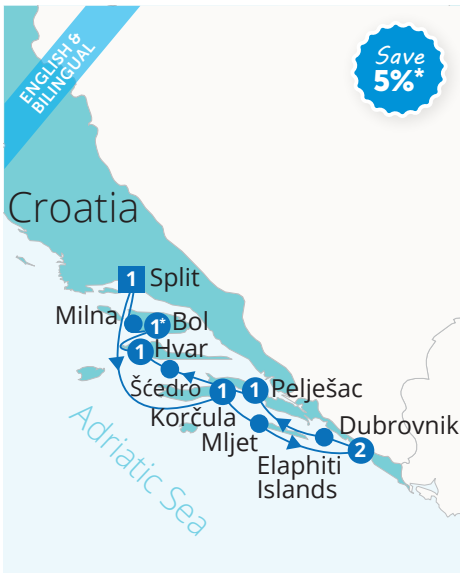 ENGLISH &
BILINGUAL
Save
5%*
Croatia
1 Split
Milna
1* Bol
1 Hvar
Šćedro
1
1 Pelješac
Korčula
Mljet
Dubrovnik
2
Elaphiti
Islands
Adriatic Sea